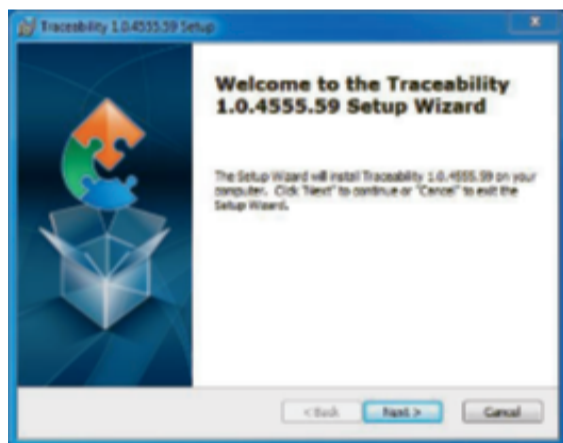 Traceability 1.0.4555.59 Setup
Welcome to the Traceability
1.0.4555.59 Setup Wizard
The Setup Wizard will install Traceability 1.0.4555.59 on your
computer. Click "Next" to continue or "Cancel" to exit the
Setup Wizard.
< Back
Next >
Cancel